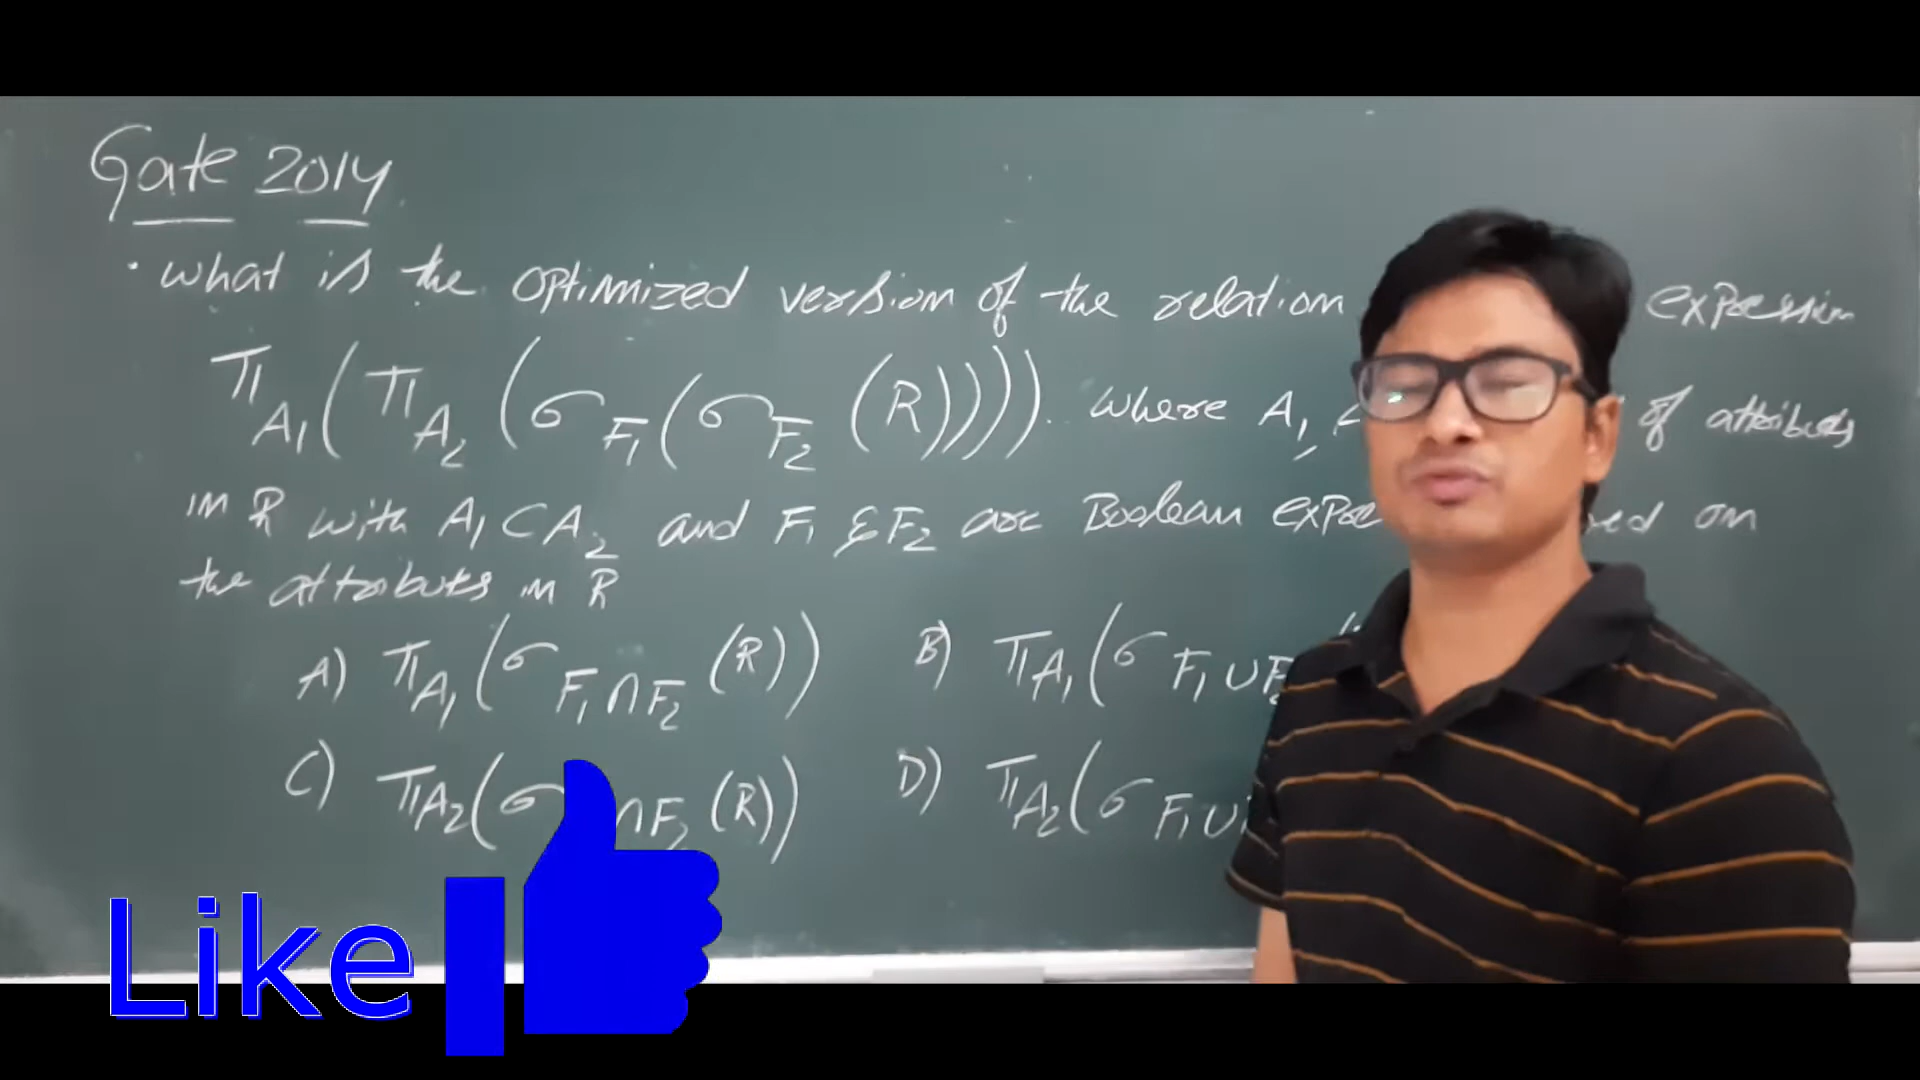 Gate 2014
• what is the optimized version of the relation expression
π A1 (π A2 (σ F1 (σ F2 (R)))). where A1, of attributes
in R with A1 ⊂ A2 and F1 & F2 are Boolean on
the attributes in R
A) π A1 (σ F1 ∩ F2 (R)) B) π A1 (σ F1 ∪ F2
C) π A2 (σ ∩ F2 (R)) D) π A2 (σ F1 ∪
Like